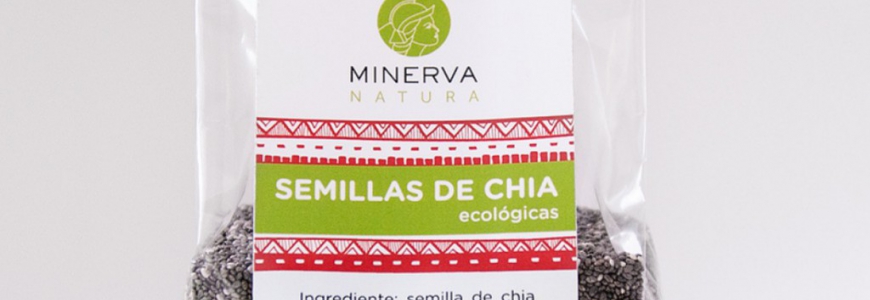 MINERVA
NATURA
SEMILLAS DE CHIA
ecológicas
Ingrediente: semilla de chia